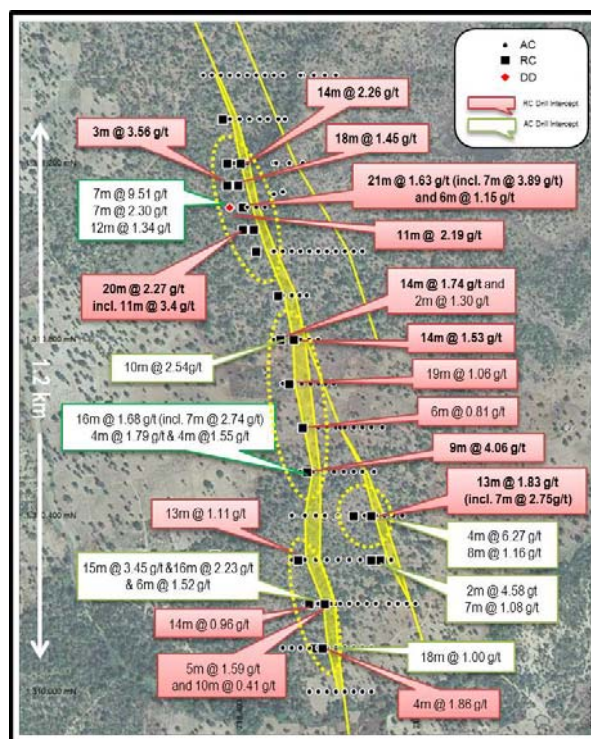 AC
RC
DD
RC Drill Intercept
AC Drill Intercept
14m @ 2.26 g/t
3m @ 3.56 g/t
18m @ 1.45 g/t
7m @ 9.51 g/t
7m @ 2.30 g/t
12m @ 1.34 g/t
21m @ 1.63 g/t (incl. 7m @ 3.89 g/t)
and 6m @ 1.15 g/t
11m @ 2.19 g/t
20m @ 2.27 g/t
incl. 11m @ 3.4 g/t
14m @ 1.74 g/t and
2m @ 1.30 g/t
14m @ 1.53 g/t
10m @ 2.54g/t
19m @ 1.06 g/t
1.2 km
6m @ 0.81 g/t
16m @ 1.68 g/t (incl. 7m @ 2.74 g/t)
4m @ 1.79 g/t & 4m @1.55 g/t
9m @ 4.06 g/t
13m @ 1.83 g/t
(incl. 7m @ 2.75g/t)
13m @ 1.11 g/t
4m @ 6.27 g/t
8m @ 1.16 g/t
15m @ 3.45 g/t &16m @ 2.23 g/t
& 6m @ 1.52 g/t
2m @ 4.58 gt
7m @ 1.08 g/t
14m @ 0.96 g/t
18m @ 1.00 g/t
5m @ 1.59 g/t
and 10m @ 0.41 g/t
4m @ 1.86 g/t